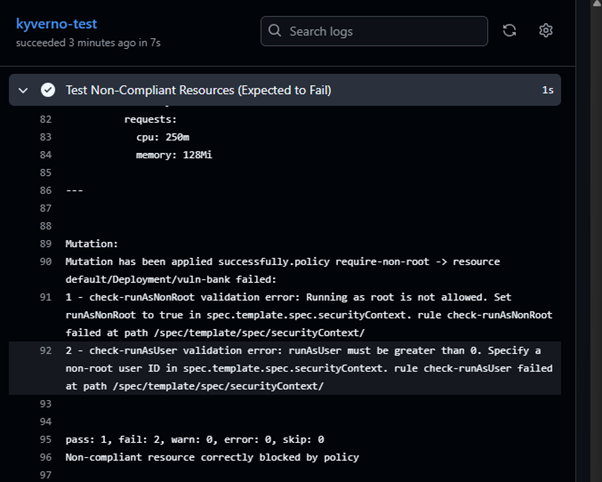 kyverno-test
succeeded 3 minutes ago in 7s
Search logs
Test Non-Compliant Resources (Expected to Fail)
1s
82 requests:
83 cpu: 250m
84 memory: 128Mi
85
86 ---
87
88
89 Mutation:
90 Mutation has been applied successfully.policy require-non-root -> resource
default/Deployment/vuln-bank failed:
91 1 - check-runAsNonRoot validation error: Running as root is not allowed. Set
runAsNonRoot to true in spec.template.spec.securityContext. rule check-runAsNonRoot
failed at path /spec/template/spec/securityContext/
92 2 - check-runAsUser validation error: runAsUser must be greater than 0. Specify a
non-root user ID in spec.template.spec.securityContext. rule check-runAsUser failed
at path /spec/template/spec/securityContext/
93
94
95 pass: 1, fail: 2, warn: 0, error: 0, skip: 0
96 Non-compliant resource correctly blocked by policy
97